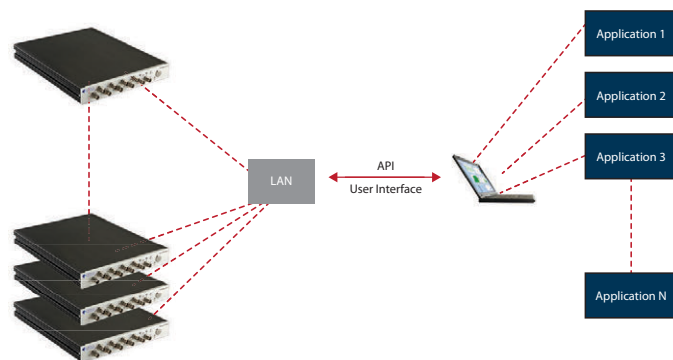 Application 1
Application 2
API
Application 3
LAN
User Interface
Application N